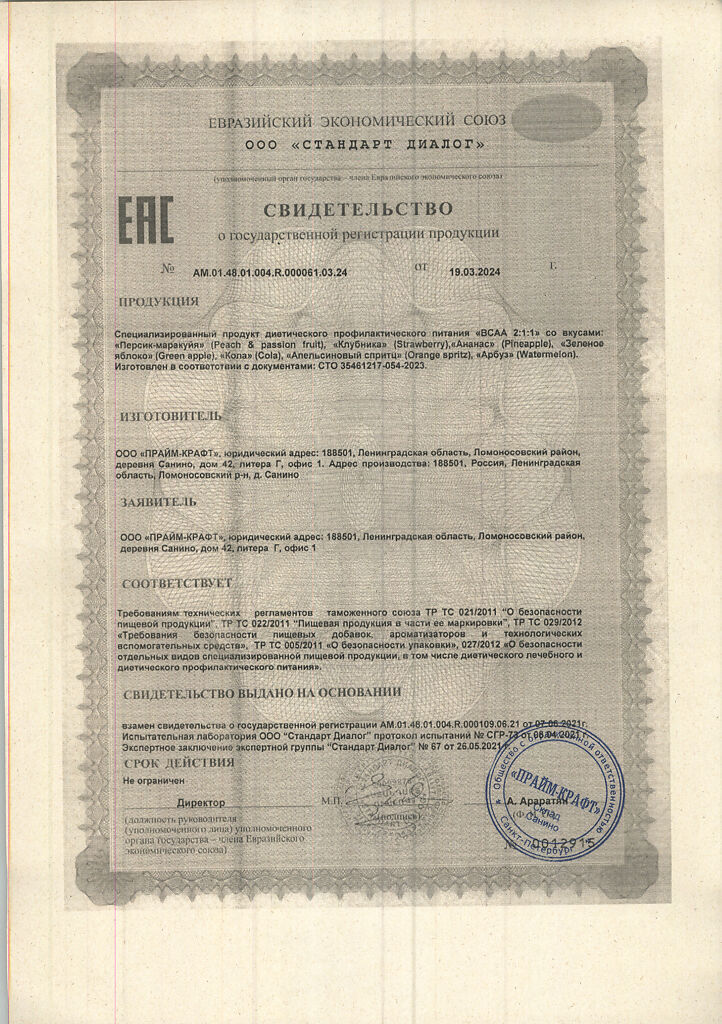 ЕВРАЗИЙСКИЙ ЭКОНОМИЧЕСКИЙ СОЮЗ
ООО «СТАНДАРТ ДИАЛОГ»
(уполномоченный орган государства – члена Евразийского экономического союза)
ЕАС
СВИДЕТЕЛЬСТВО
о государственной регистрации продукции
№ AM.01.48.01.004.R.000061.03.24 от 19.03.2024 г.
ПРОДУКЦИЯ
Специализированный продукт диетического профилактического питания «BCAA 2:1:1» со вкусами:
«Персик-маракуйя» (Peach & passion fruit), «Клубника» (Strawberry),«Ананас» (Pineapple), «Зеленое
яблоко» (Green apple), «Кола» (Cola), «Апельсиновый спритц» (Orange spritz), «Арбуз» (Watermelon).
Изготовлен в соответствии с документами: СТО 35461217-054-2023.
ИЗГОТОВИТЕЛЬ
ООО «ПРАЙМ-КРАФТ», юридический адрес: 188501, Ленинградская область, Ломоносовский район,
деревня Санино, дом 42, литера Г, офис 1. Адрес производства: 188501, Россия, Ленинградская
область, Ломоносовский р-н, д. Санино
ЗАЯВИТЕЛЬ
ООО «ПРАЙМ-КРАФТ», юридический адрес: 188501, Ленинградская область, Ломоносовский район,
деревня Санино, дом 42, литера Г, офис 1
СООТВЕТСТВУЕТ
Требованиям технических регламентов таможенного союза ТР ТС 021/2011 "О безопасности
пищевой продукции", ТР ТС 022/2011 "Пищевая продукция в части ее маркировки", ТР ТС 029/2012
«Требования безопасности пищевых добавок, ароматизаторов и технологических
вспомогательных средств», ТР ТС 005/2011 «О безопасности упаковки», 027/2012 «О безопасности
отдельных видов специализированной пищевой продукции, в том числе диетического лечебного и
диетического профилактического питания».
СВИДЕТЕЛЬСТВО ВЫДАНО НА ОСНОВАНИИ
взамен свидетельства о государственной регистрации AM.01.48.01.004.R.000109.06.21 от 07.06.2021г.
Испытательная лаборатория ООО "Стандарт Диалог" протокол испытаний № СГР-73 от 08.04.2021г.
Экспертное заключение экспертной группы "Стандарт Диалог" № 67 от 26.05.2021
СРОК ДЕЙСТВИЯ
Не ограничен
Директор М.П. А. Араратян
(должность руководителя
(уполномоченного лица) уполномоченного
органа государства – члена Евразийского
экономического союза)
(подпись)
Общество с ограниченной ответственностью
«ПРАЙМ-КРАФТ»
Склад
Санино
Санкт-Петербург
№ 0012915